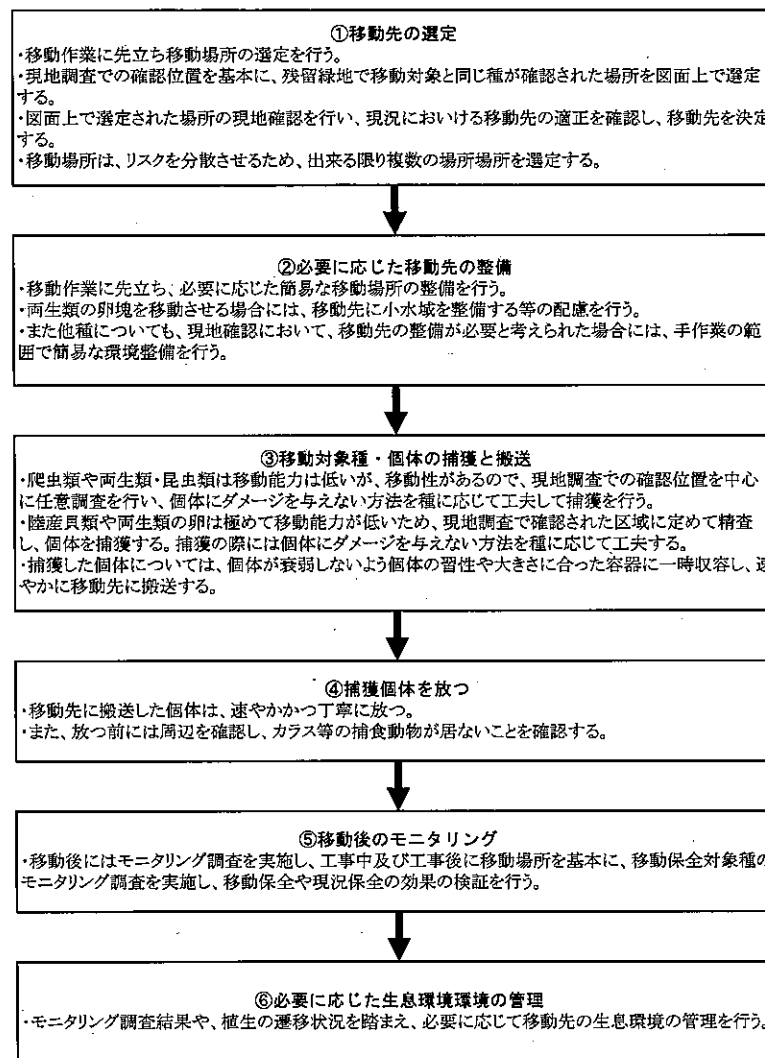 ①移動先の選定
・移動作業に先立ち移動場所の選定を行う。
・現地調査での確認位置を基本に、残留緑地で移動対象と同じ種が確認された場所を図面上で選定
する。
・図面上で選定された場所の現地確認を行い、現況においける移動先の適正を確認し、移動先を決定
する。
・移動場所は、リスクを分散させるため、出来る限り複数の場所場所を選定する。
②必要に応じた移動先の整備
・移動作業に先立ち、必要に応じた簡易な移動場所の整備を行う。
・両生類の卵塊を移動させる場合には、移動先に小水域を整備する等の配慮を行う。
・また他種についても、現地確認において、移動先の整備が必要と考えられた場合には、手作業の範
囲で簡易な環境整備を行う。
③移動対象種・個体の捕獲と搬送
・爬虫類や両生類・昆虫類は移動能力は低いが、移動性があるので、現地調査での確認位置を中心
に任意調査を行い、個体にダメージを与えない方法を種に応じて工夫して捕獲を行う。
・陸産貝類や両生類の卵は極めて移動能力が低いため、現地調査で確認された区域に定めて精査
し、個体を捕獲する。捕獲の際には個体にダメージを与えない方法を種に応じて工夫する。
・捕獲した個体については、個体が衰弱しないよう個体の習性や大きさに合った容器に一時収容し、速
やかに移動先に搬送する。
④捕獲個体を放つ
・移動先に搬送した個体は、速やかかつ丁寧に放つ。
・また、放つ前には周辺を確認し、カラス等の捕食動物が居ないことを確認する。
⑤移動後のモニタリング
・移動後にはモニタリング調査を実施し、工事中及び工事後に移動場所を基本に、移動保全対象種の
モニタリング調査を実施し、移動保全や現況保全の効果の検証を行う。
⑥必要に応じた生息環境環境の管理
・モニタリング調査結果や、植生の遷移状況を踏まえ、必要に応じて移動先の生息環境の管理を行う。